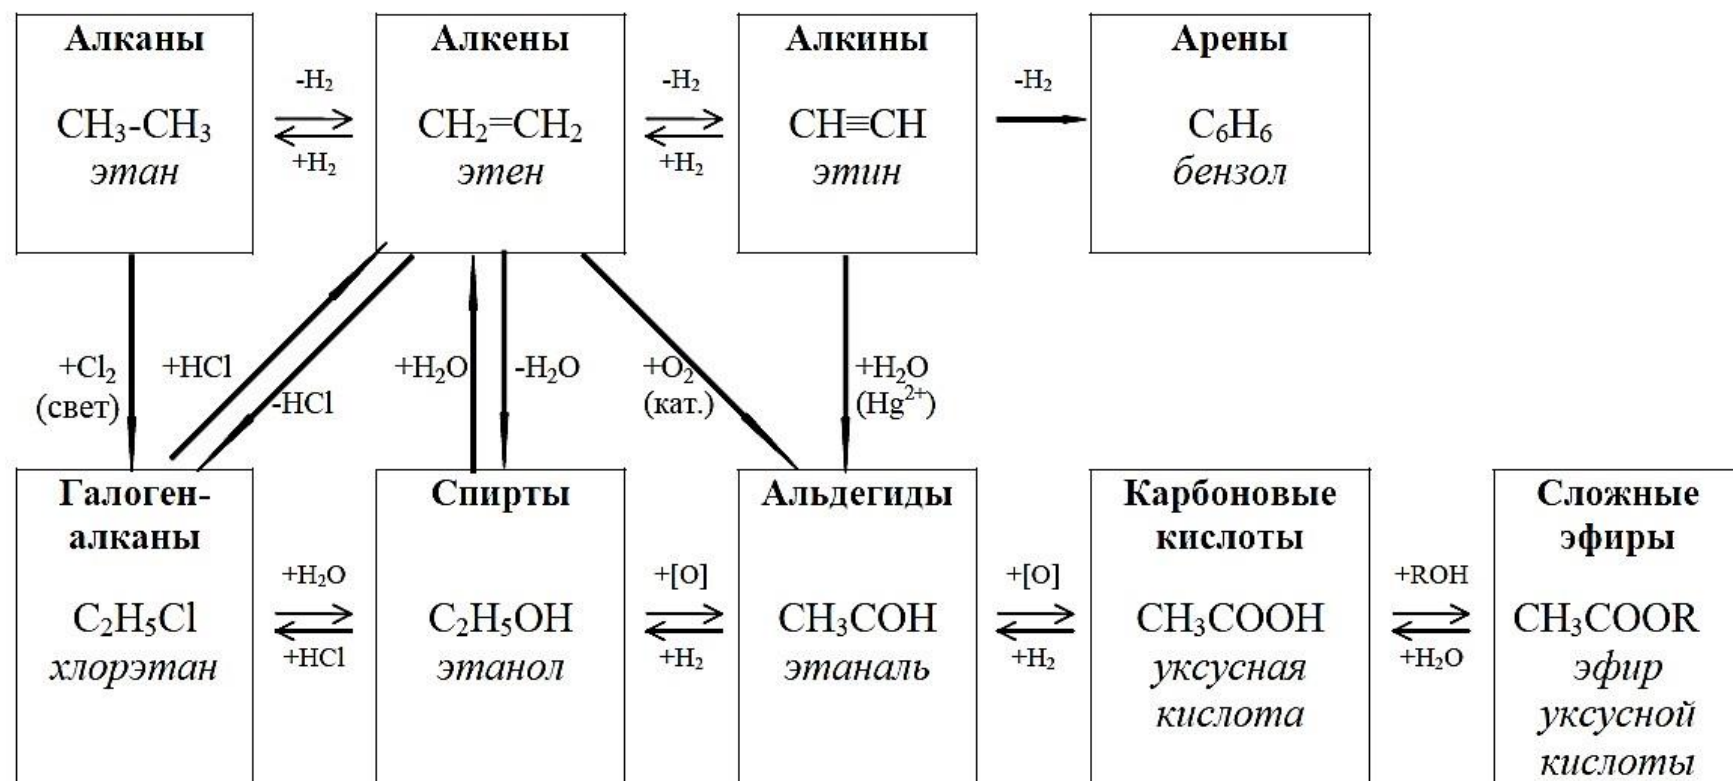 Алканы
-H₂
CH₃-CH₃
+H₂
этан
Алкены
-H₂
CH₂=CH₂
+H₂
этен
Алкины
-H₂
CH≡CH
этин
Арены
C₆H₆
бензол
+Cl₂
(свет)
+HCl
-HCl
+H₂O
-H₂O
+O₂
(кат.)
+H₂O
(Hg²⁺)
Галоген-
алканы
+H₂O
C₂H₅Cl
+HCl
хлорэтан
Спирты
+[O]
C₂H₅OH
+H₂
этанол
Альдегиды
+[O]
CH₃COH
+H₂
этаналь
Карбоновые
кислоты
+ROH
CH₃COOH
+H₂O
уксусная
кислота
Сложные
эфиры
CH₃COOR
эфир
уксусной
кислоты